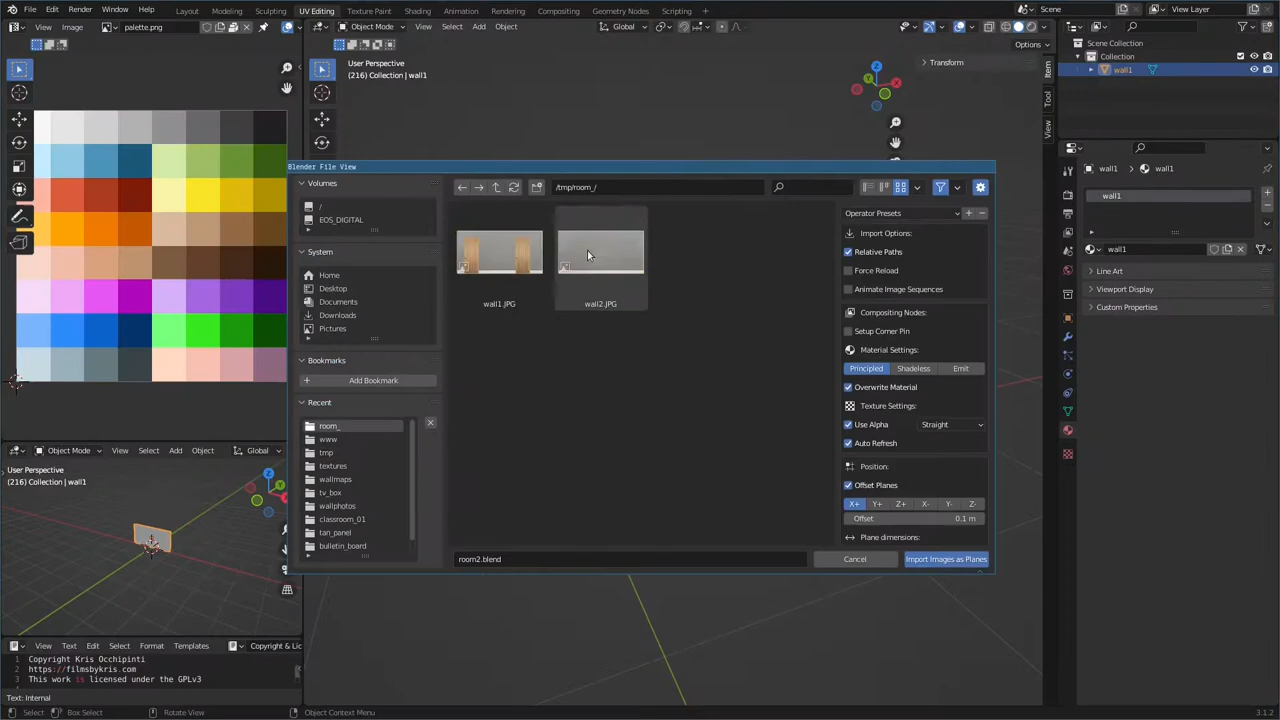 File Edit Render Window Help Layout Modeling Sculpting UV Editing Texture Paint Shading Animation Rendering Compositing Geometry Nodes Scripting Scene View Layer
View Image palette.png Object Mode View Select Add Object Global
Options
User Perspective
(216) Collection | wall1
Transform
Item
Tool
View
Scene Collection
Collection
wall1
wall1 wall1
wall1
wall1
Line Art
Viewport Display
Custom Properties
Blender File View
Volumes
/
EOS_DIGITAL
System
Home
Desktop
Documents
Downloads
Pictures
Bookmarks
Add Bookmark
Recent
room_
www
tmp
textures
wallmaps
tv_box
wallphotos
classroom_01
tan_panel
bulletin_board
/tmp/room_/
wall1.JPG
wall2.JPG
room2.blend
Cancel
Import Images as Planes
Operator Presets
Import Options:
Relative Paths
Force Reload
Animate Image Sequences
Compositing Nodes:
Setup Corner Pin
Material Settings:
Principled Shadeless Emit
Overwrite Material
Texture Settings:
Use Alpha Straight
Auto Refresh
Position:
Offset Planes
X+ Y+ Z+ X- Y- Z-
Offset 0.1 m
Plane dimensions:
Object Mode View Select Add Object Global
User Perspective
(216) Collection | wall1
View Text Edit Select Format Templates Copyright & Lic
1 Copyright Kris Occhipinti
2 https://filmsbykris.com
3 This work is licensed under the GPLv3
Text: Internal
Select Box Select Rotate View Object Context Menu 3.1.2